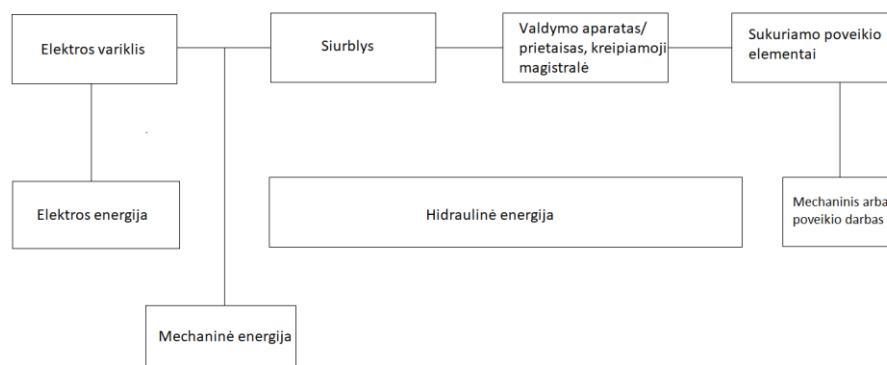 Elektros variklis
Siurblys
Valdymo aparatas/
prietaisas, kreipiamoji
magistralė
Sukuriamo poveikio
elementai
Elektros energija
Hidraulinė energija
Mechaninis arba
poveikio darbas
Mechaninė energija